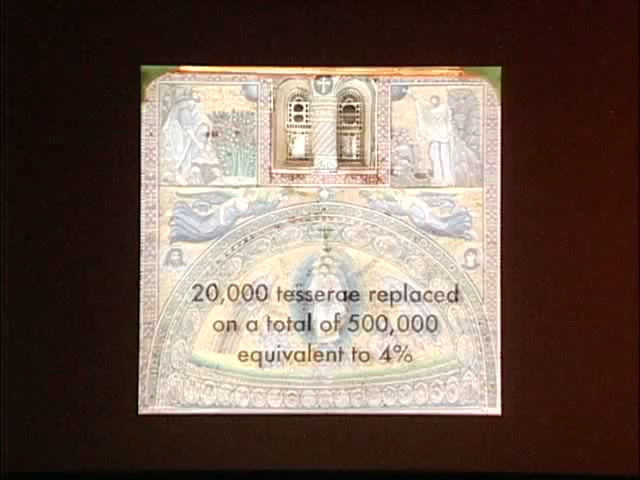 20,000 tesserae replaced
on a total of 500,000
equivalent to 4%